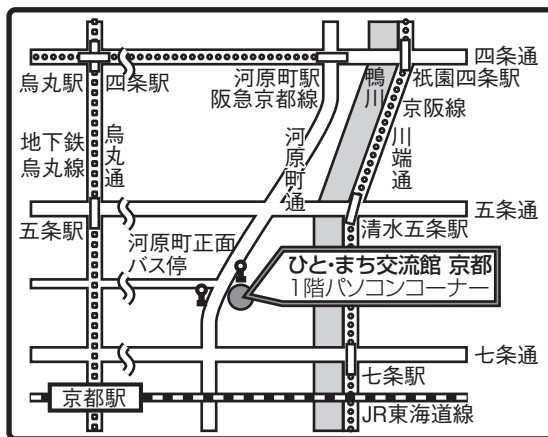 四条通
烏丸駅
四条駅
河原町駅
阪急京都線
鴨川
祇園四条駅
京阪線
地下鉄
烏丸線
烏丸通
河原町通
川端通
五条通
五条駅
清水五条駅
河原町正面
バス停
ひと・まち交流館 京都
1階パソコンコーナー
七条通
七条駅
京都駅
JR東海道線